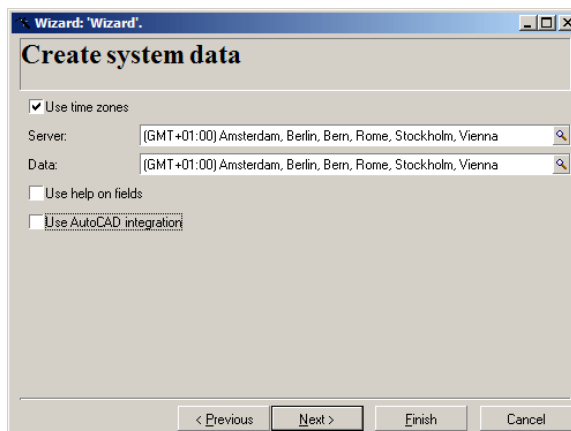 Wizard: 'Wizard'.
Create system data
Use time zones
Server: (GMT+01:00) Amsterdam, Berlin, Bern, Rome, Stockholm, Vienna
Data: (GMT+01:00) Amsterdam, Berlin, Bern, Rome, Stockholm, Vienna
Use help on fields
Use AutoCAD integration
< Previous Next > Finish Cancel